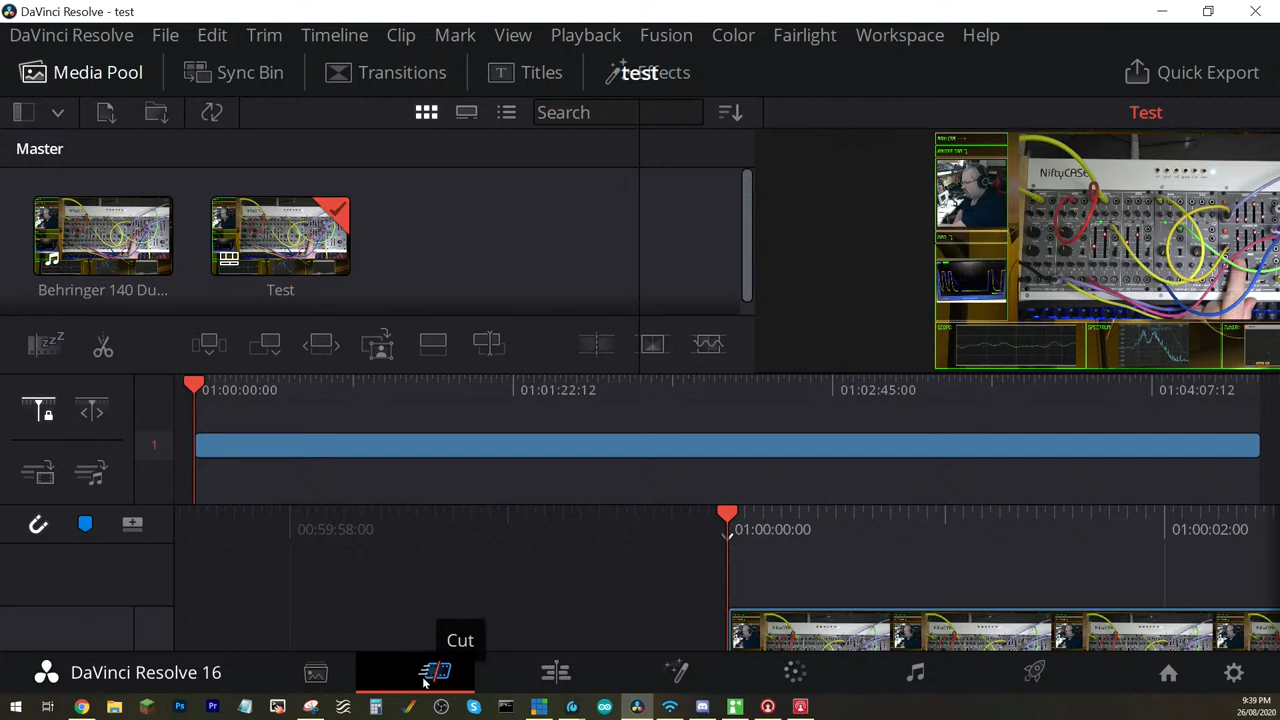 DaVinci Resolve - test
DaVinci Resolve File Edit Trim Timeline Clip Mark View Playback Fusion Color Fairlight Workspace Help
Media Pool Sync Bin Transitions Titles Effects test Quick Export
Search Test
Master
NiftyCASE
Behringer 140 Du... Test
01:00:00:00 01:01:22:12 01:02:45:00 01:04:07:12
1
00:59:58:00 01:00:00:00 01:00:02:00
Cut
DaVinci Resolve 16
9:39 PM
26/08/2020